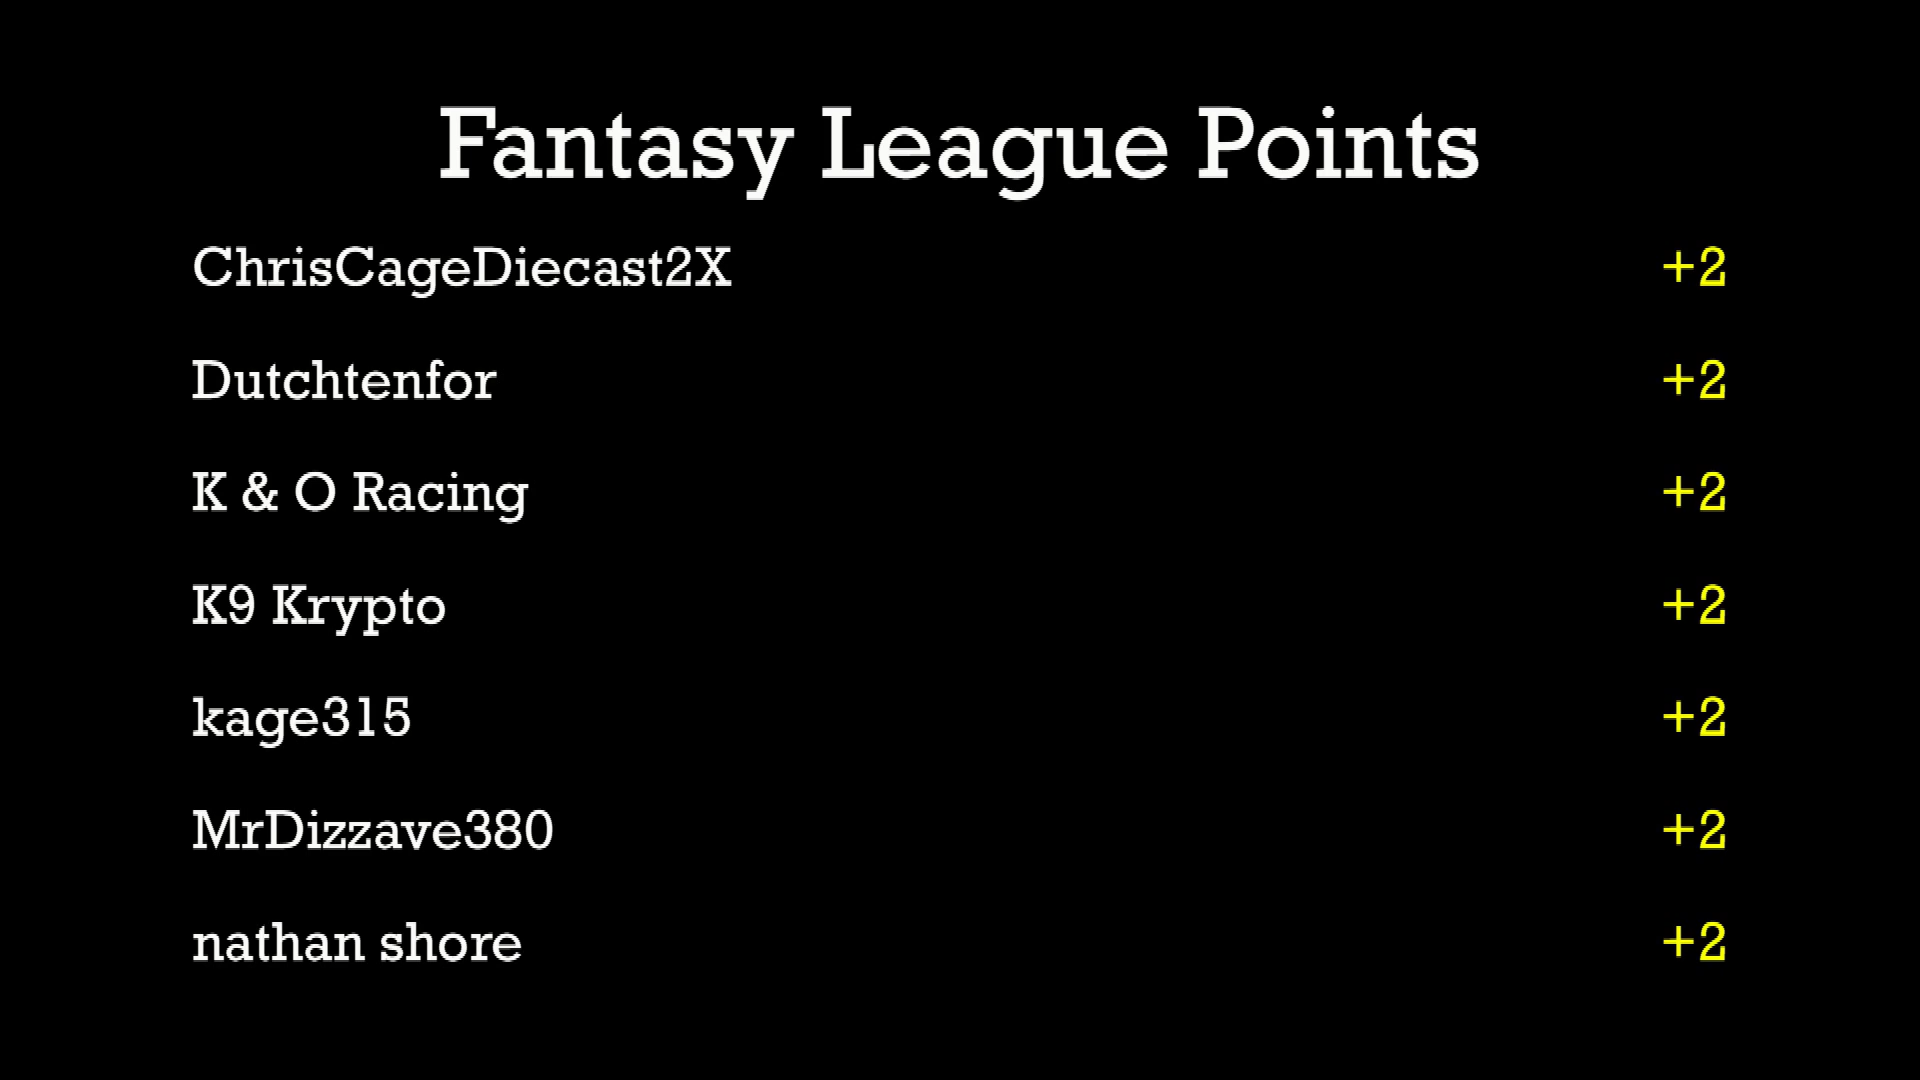 Fantasy League Points
ChrisCageDiecast2X +2
Dutchtenfor +2
K & O Racing +2
K9 Krypto +2
kage315 +2
MrDizzave380 +2
nathan shore +2